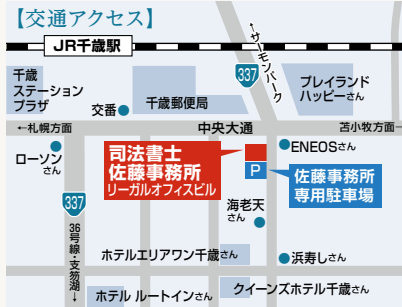 【交通アクセス】
JR千歳駅
←サーモンパーク
337
千歳
ステーション
プラザ
交番
千歳郵便局
プレイランド
ハッピーさん
←札幌方面
中央大通
苫小牧方面→
ローソン
さん
司法書士
佐藤事務所
リーガルオフィスビル
ENEOSさん
P
佐藤事務所
専用駐車場
337
36号線・支笏湖→
海老天
さん
ホテルエリアワン千歳さん
浜寿しさん
ホテル ルートインさん
クイーンズホテル千歳さん